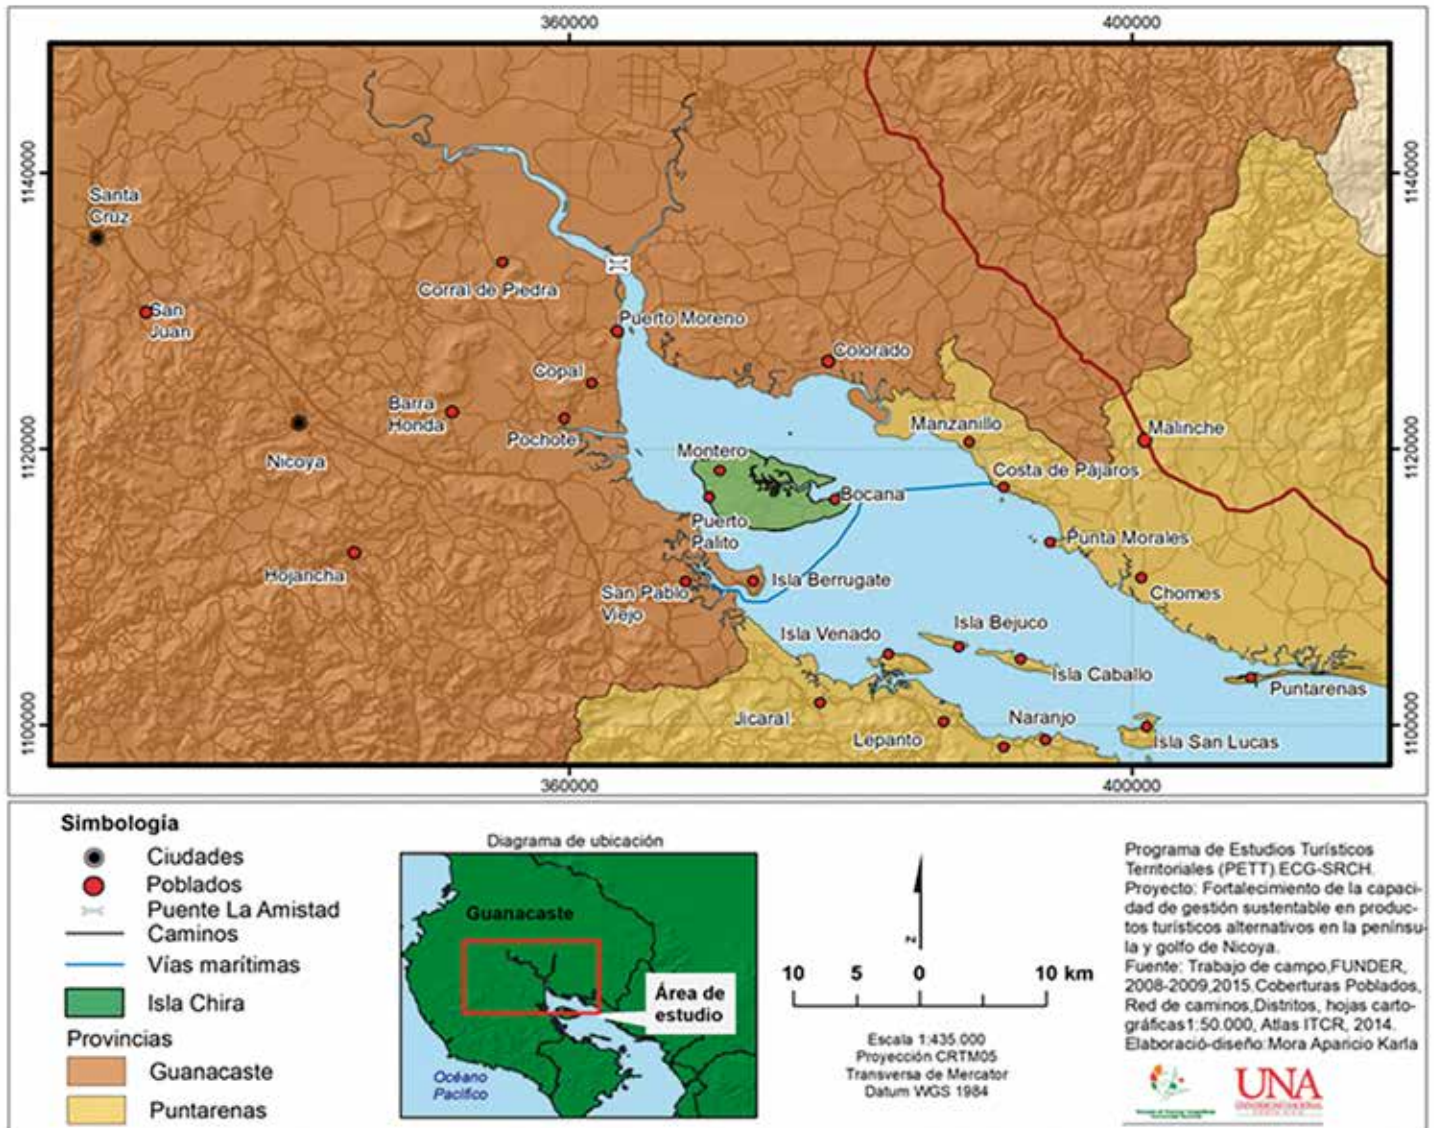 360000
400000
1140000
1140000
Santa
Cruz
Corral de Piedra
San
Juan
Puerto Moreno
Colorado
Copal
Barra
Honda
Pochote
Manzanillo
Malinche
1120000
1120000
Nicoya
Montero
Costa de Pájaros
Bocana
Puerto
Palito
Punta Morales
Hojancha
San Pablo
Viejo
Isla Berrugate
Chomes
Isla Venado
Isla Bejuco
Isla Caballo
Puntarenas
Jicaral
Lepanto
Naranjo
Isla San Lucas
1100000
1100000
360000
400000
Simbología
Ciudades
Poblados
Puente La Amistad
Caminos
Vías marítimas
Isla Chira
Provincias
Guanacaste
Puntarenas
Diagrama de ubicación
Guanacaste
Área de
estudio
Océano
Pacífico
N
10 5 0 10 km
Escala 1:435 000
Proyección CRTM05
Transversa de Mercator
Datum WGS 1984
Programa de Estudios Turísticos
Territoriales (PETT).ECG-SRCH.
Proyecto: Fortalecimiento de la capaci-
dad de gestión sustentable en produc-
tos turísticos alternativos en la penínsu-
la y golfo de Nicoya.
Fuente: Trabajo de campo,FUNDER,
2008-2009,2015.Coberturas Poblados,
Red de caminos,Distritos, hojas carto-
gráficas1:50.000, Atlas ITCR, 2014.
Elaboració-diseño:Mora Aparicio Karla
UNA